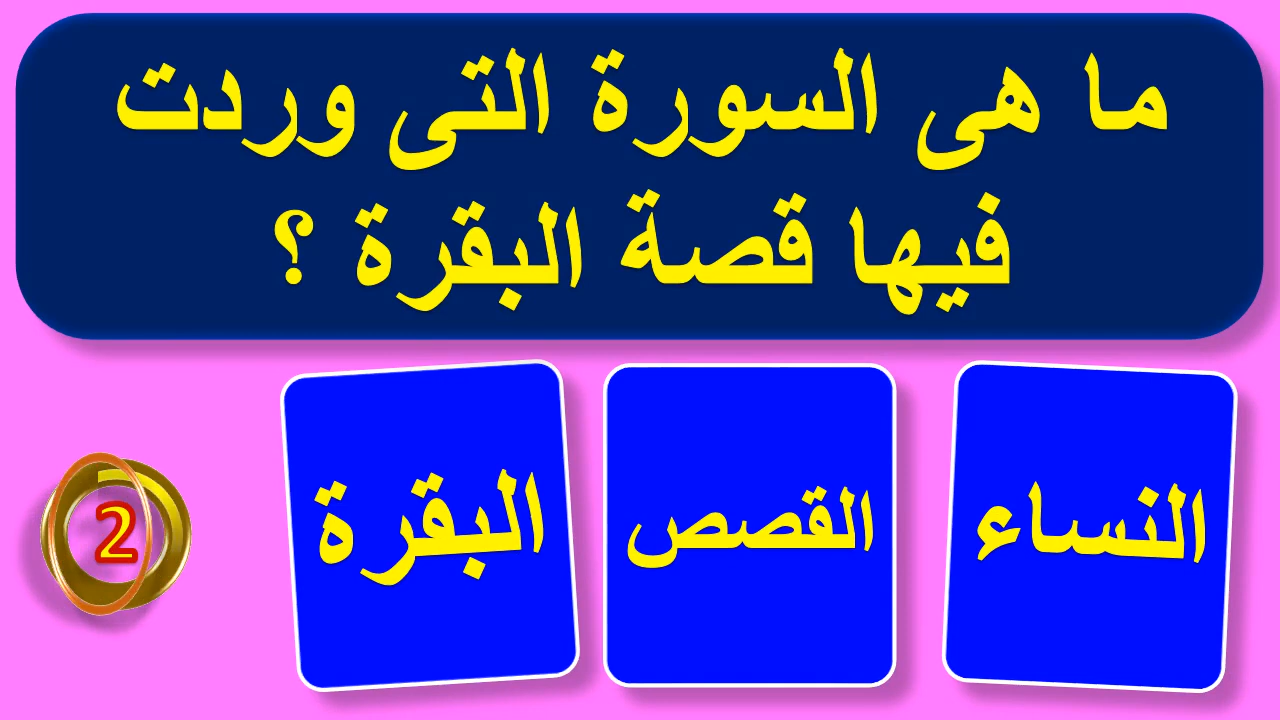 ما هى السورة التى وردت
فيها قصة البقرة ؟
النساء
القصص
البقرة
2